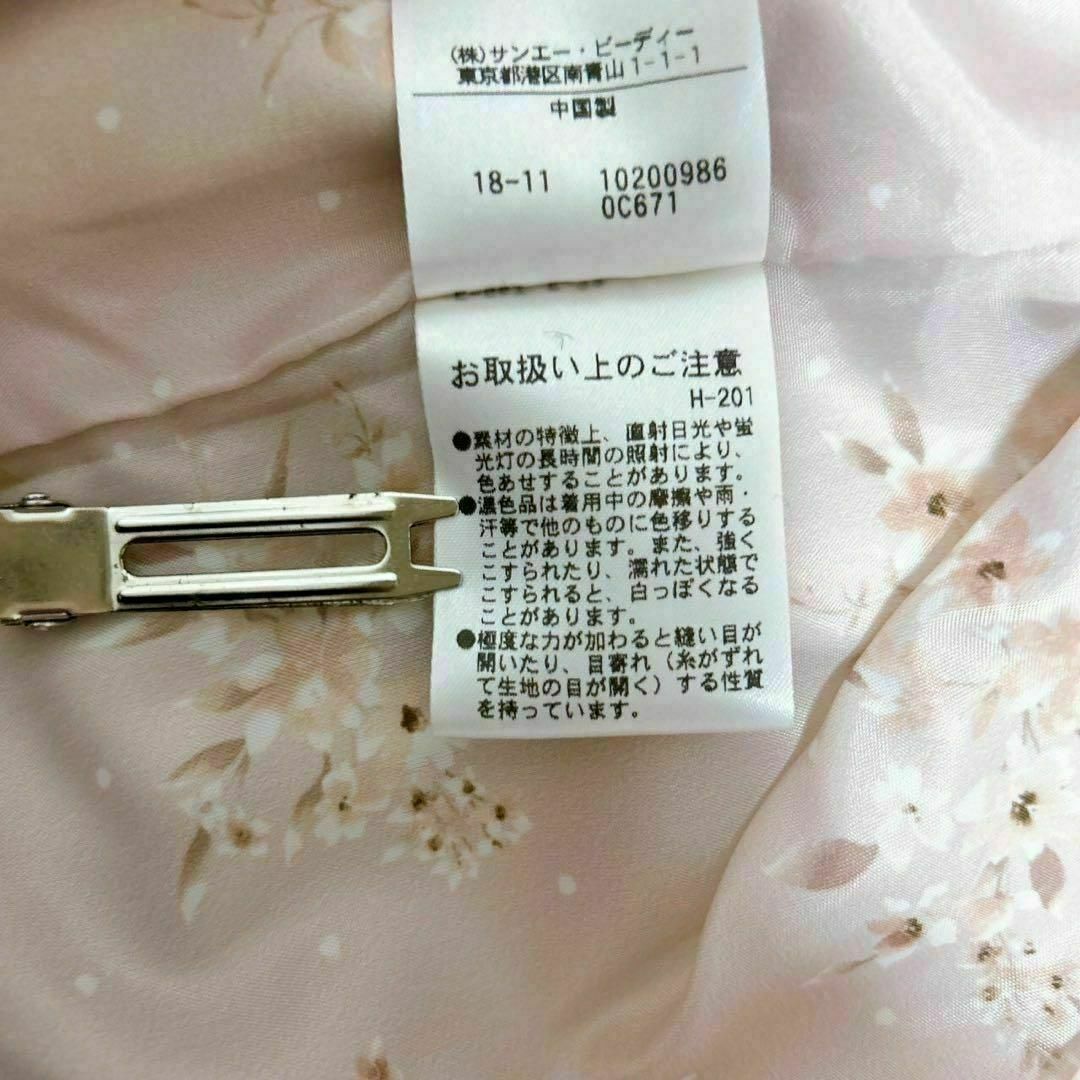 (株)サンエー・ビーディー
東京都港区南青山1-1-1
中国製
18-11 10200986
0C671
お取扱い上のご注意
H-201
●素材の特徴上、直射日光や蛍
光灯の長時間の照射により、
色あせすることがあります。
●濃色品は着用中の摩擦や雨・
汗等で他のものに色移りする
ことがあります。また、強く
こすられたり、濡れた状態で
こすられると、白っぽくなる
ことがあります。
●極度な力が加わると縫い目が
開いたり、目寄れ(糸がずれ
て生地の目が開く)する性質
を持っています。